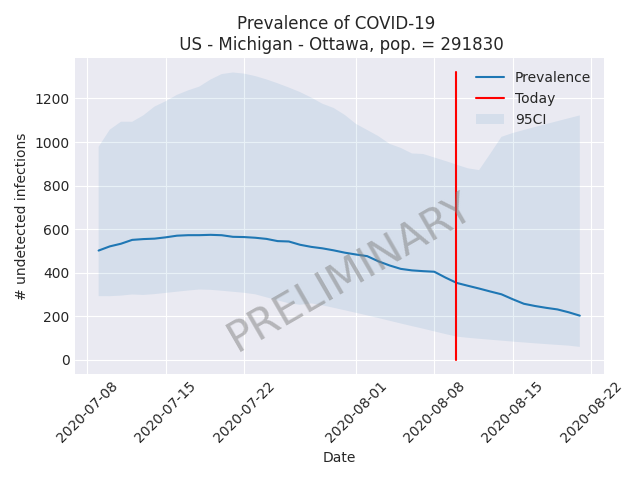 Prevalence of COVID-19
US - Michigan - Ottawa, pop. = 291830
Prevalence
Today
95CI
1200
1000
800
600
400
200
0
# undetected infections
PRELIMINARY
2020-07-08
2020-07-15
2020-07-22
2020-08-01
2020-08-08
2020-08-15
2020-08-22
Date